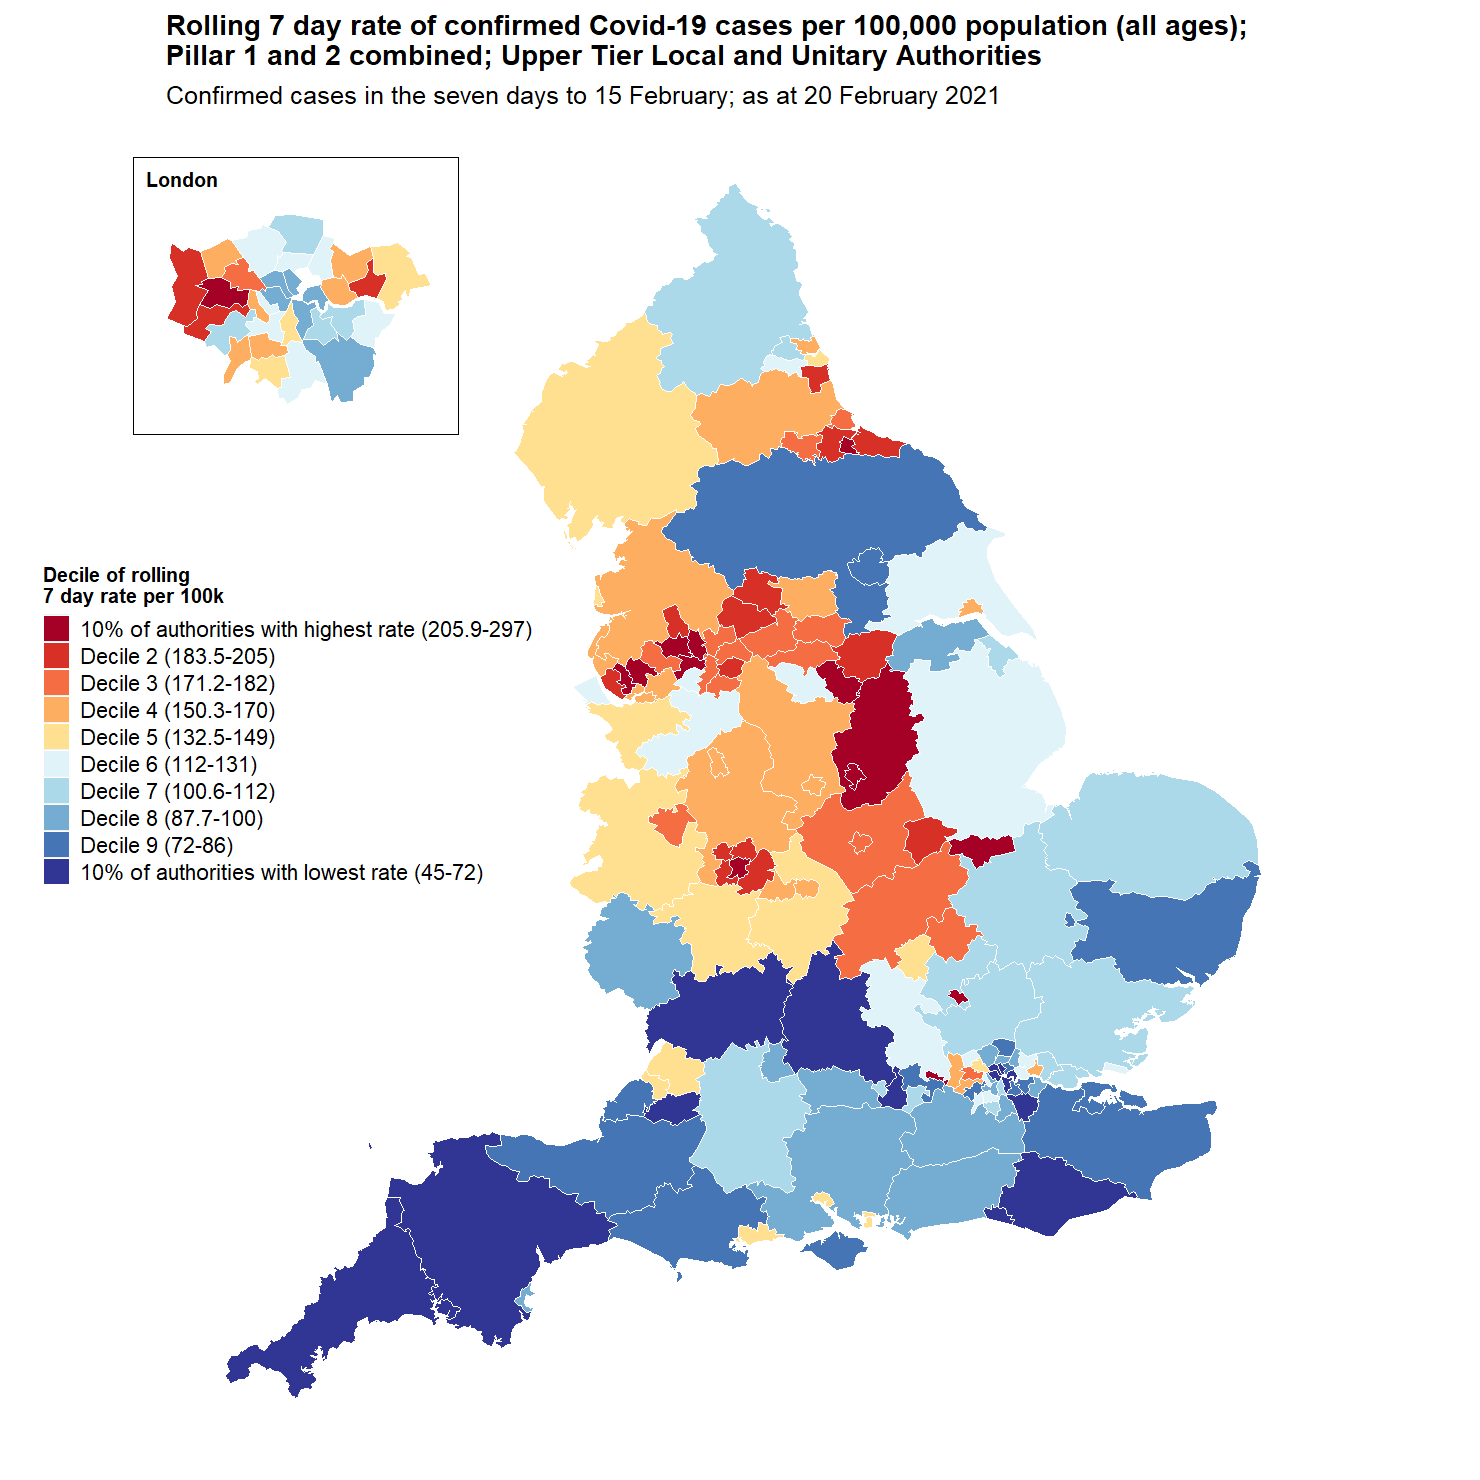 Rolling 7 day rate of confirmed Covid-19 cases per 100,000 population (all ages);
Pillar 1 and 2 combined; Upper Tier Local and Unitary Authorities
Confirmed cases in the seven days to 15 February; as at 20 February 2021
London
Decile of rolling
7 day rate per 100k
10% of authorities with highest rate (205.9-297)
Decile 2 (183.5-205)
Decile 3 (171.2-182)
Decile 4 (150.3-170)
Decile 5 (132.5-149)
Decile 6 (112-131)
Decile 7 (100.6-112)
Decile 8 (87.7-100)
Decile 9 (72-86)
10% of authorities with lowest rate (45-72)